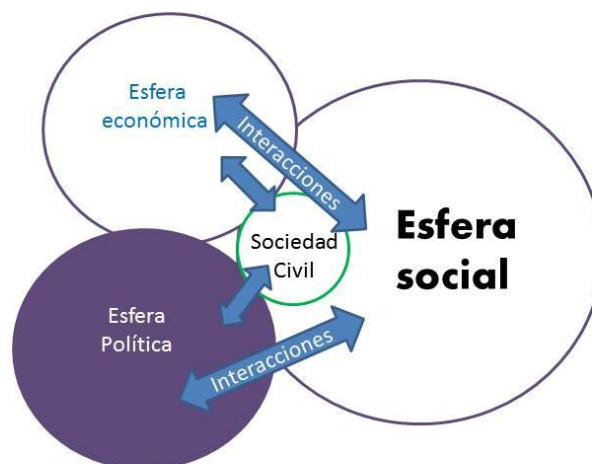 Esfera
económica
Interacciones
Sociedad
Civil
Esfera
social
Esfera
Política
Interacciones